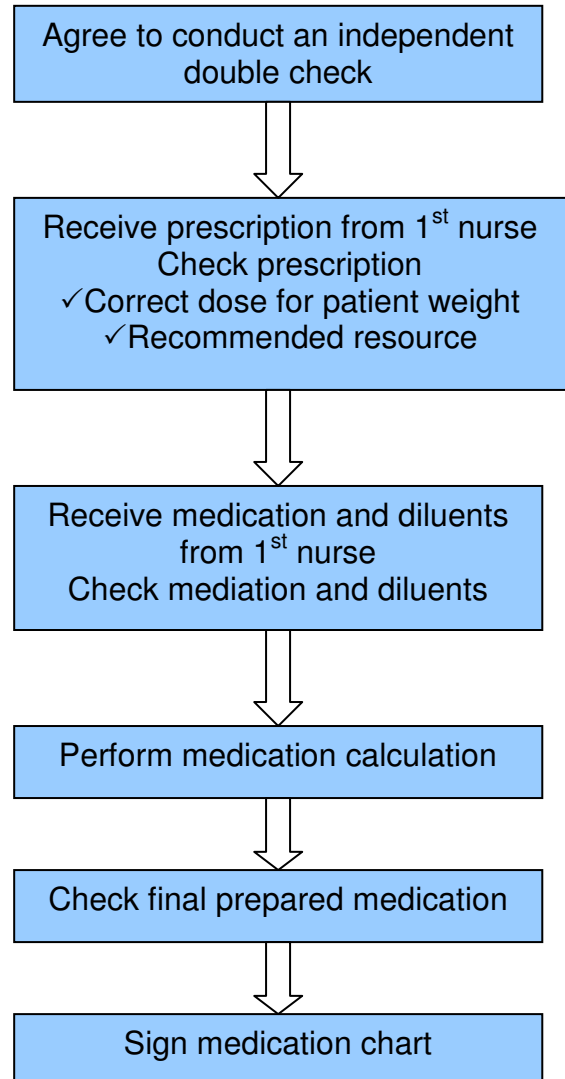 Agree to conduct an independent
double check
Receive prescription from 1st nurse
Check prescription
✓Correct dose for patient weight
✓Recommended resource
Receive medication and diluents
from 1st nurse
Check mediation and diluents
Perform medication calculation
Check final prepared medication
Sign medication chart